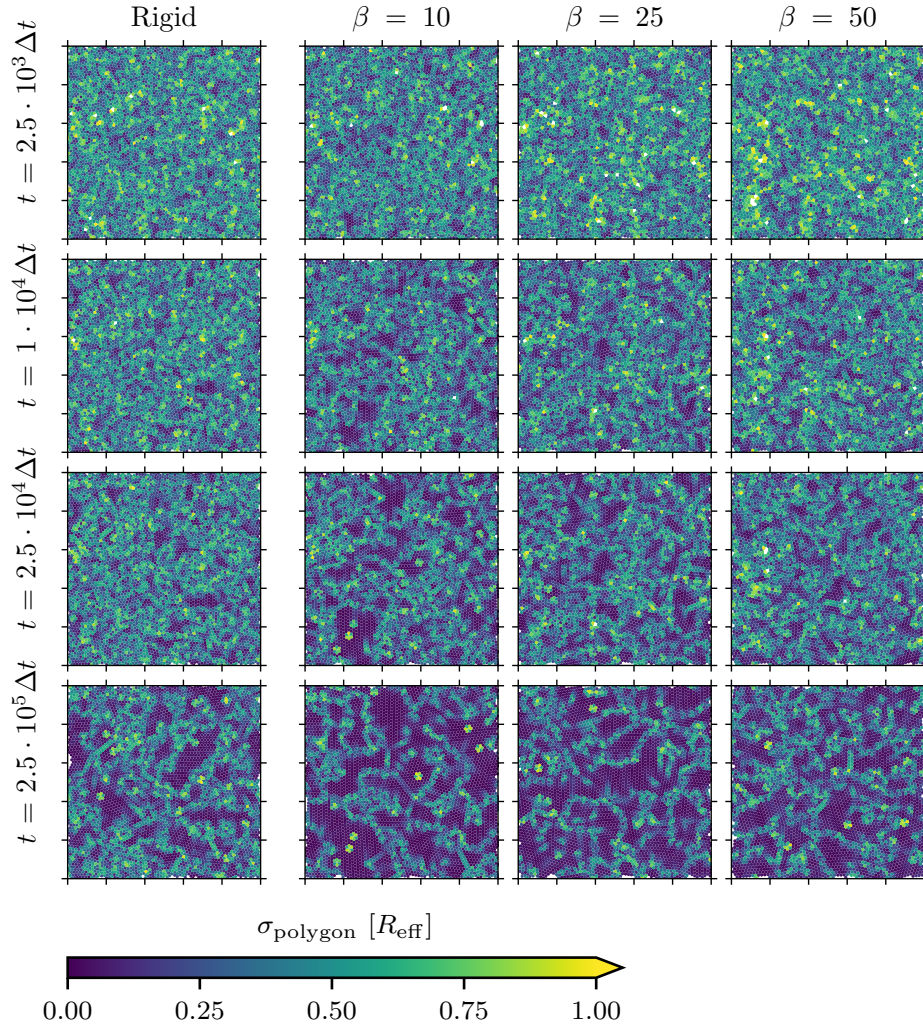 Rigid
β = 10
β = 25
β = 50
t = 2.5 · 10³Δt
t = 1 · 10⁴Δt
t = 2.5 · 10⁴Δt
t = 2.5 · 10⁵Δt
σ_polygon [R_eff]
0.00 0.25 0.50 0.75 1.00